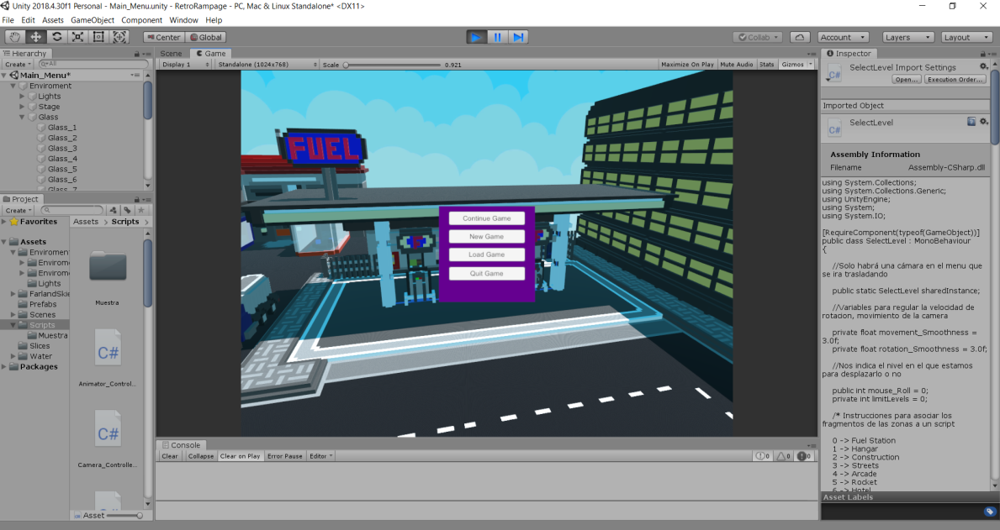 Unity 2018.4.30f1 Personal - Main_Menu.unity - RetroRampage - PC, Mac & Linux Standalone* <DX11>
File Edit Assets GameObject Component Window Help
Center Global
Collab Account Layers Layout
Hierarchy
Create All
Main_Menu*
Enviroment
Lights
Stage
Glass
Glass_1
Glass_2
Glass_3
Glass_4
Glass_5
Glass_6
Glass_7
Project
Create
Favorites
Assets
Enviromen
Envirom
Envirom
Lights
FarlandSkie
Prefabs
Scenes
Scripts
Muestra
Slices
Water
Packages
Assets > Scripts >
Muestra
C#
Animator_Control...
C#
Camera_Controlle...
Asset
Scene Game
Display 1 Standalone (1024x768) Scale 0.921 Maximize On Play Mute Audio Stats Gizmos
FUEL
Continue Game
New Game
Load Game
Quit Game
Console
Clear Collapse Clear on Play Error Pause Editor 0 0 0
Inspector
SelectLevel Import Settings
C#
Open... Execution Order...
Imported Object
SelectLevel
C#
Assembly Information
Filename Assembly-CSharp.dll
using System.Collections;
using System.Collections.Generic;
using UnityEngine;
using System;
using System.IO;
[RequireComponent(typeof(GameObject))]
public class SelectLevel : MonoBehaviour
{
//Solo habrá una cámara en el menu que
se ira trasladando
public static SelectLevel sharedInstance;
//Variables para regular la velocidad de
rotacion, movimiento de la camera
private float movement_Smoothness =
3.0f;
private float rotation_Smoothness = 3.0f;
//Nos indica el nivel en el que estamos
para desplazarlo o no
public int mouse_Roll = 0;
private int limitLevels = 0;
/* Instrucciones para asociar los
fragmentos de las zonas a un script
0 -> Fuel Station
1 -> Hangar
2 -> Construction
3 -> Streets
4 -> Arcade
5 -> Rocket
6 -> Hotel
Asset Labels